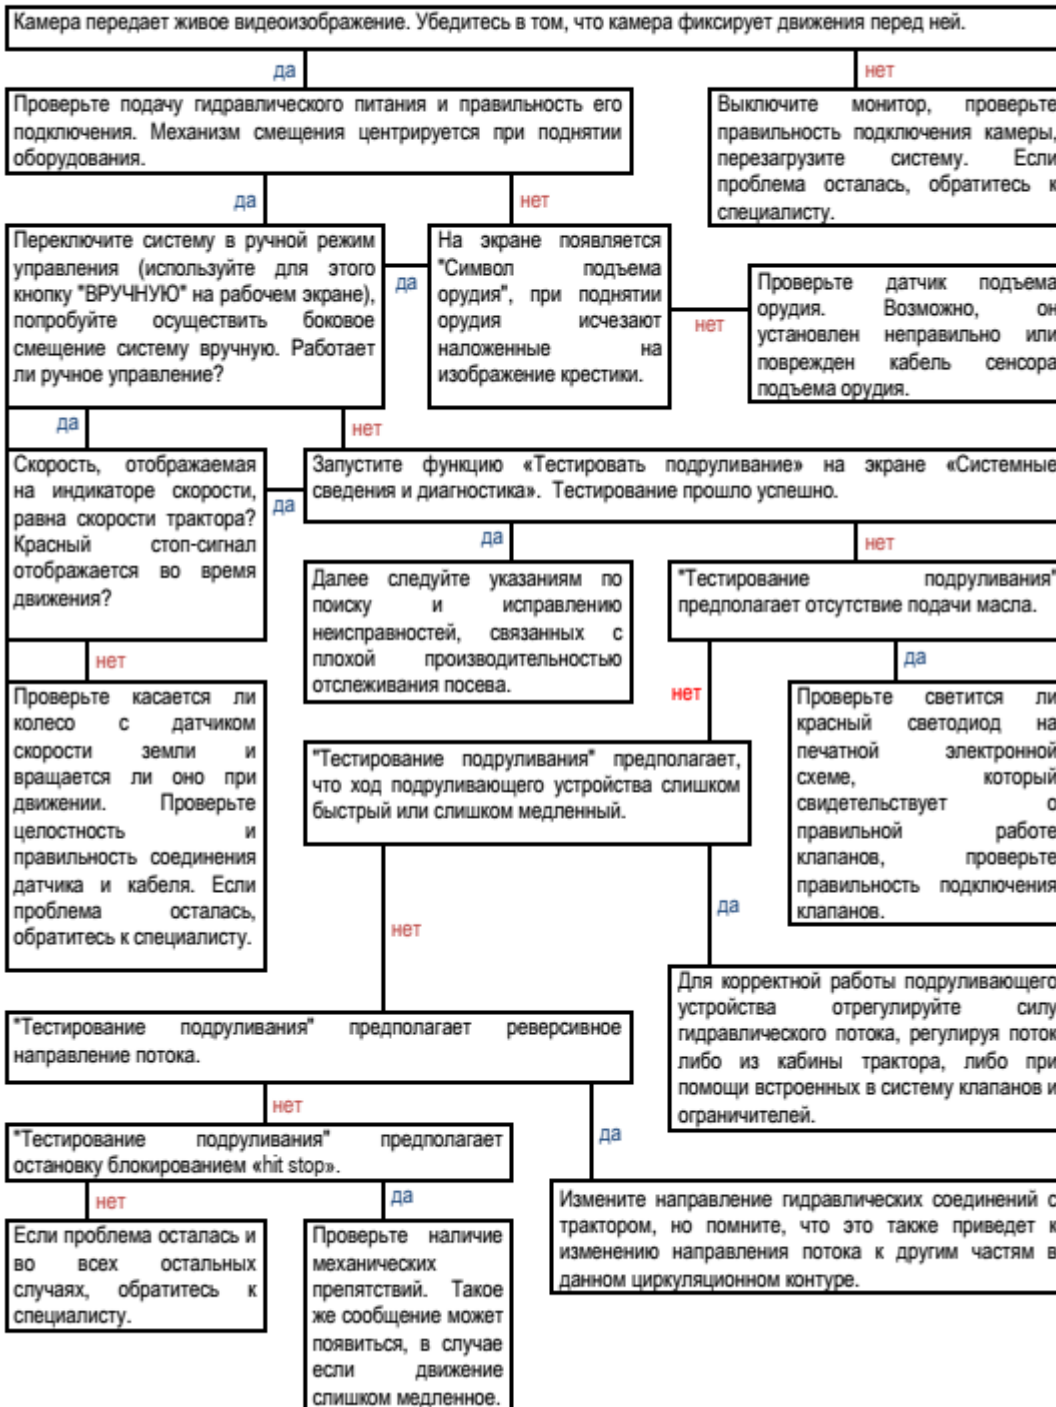 Камера передает живое видеоизображение. Убедитесь в том, что камера фиксирует движения перед ней.
да
нет
Проверьте подачу гидравлического питания и правильность его
подключения. Механизм смещения центрируется при поднятии
оборудования.
Выключите монитор, проверьте
правильность подключения камеры,
перезагрузите систему. Если
проблема осталась, обратитесь к
специалисту.
да
нет
Переключите систему в ручной режим
управления (используйте для этого
кнопку "ВРУЧНУЮ" на рабочем экране),
попробуйте осуществить боковое
смещение систему вручную. Работает
ли ручное управление?
да
На экране появляется
"Символ подъема
орудия", при поднятии
орудия исчезают
наложенные на
изображение крестики.
нет
Проверьте датчик подъема
орудия. Возможно, он
установлен неправильно или
поврежден кабель сенсора
подъема орудия.
да
нет
Скорость, отображаемая
на индикаторе скорости,
равна скорости трактора?
Красный стоп-сигнал
отображается во время
движения?
да
Запустите функцию «Тестировать подруливание» на экране «Системные
сведения и диагностика». Тестирование прошло успешно.
да
нет
Далее следуйте указаниям по
поиску и исправлению
неисправностей, связанных с
плохой производительностью
отслеживания посева.
"Тестирование подруливания"
предполагает отсутствие подачи масла.
нет
нет
да
Проверьте касается ли
колесо с датчиком
скорости земли и
вращается ли оно при
движении. Проверьте
целостность и
правильность соединения
датчика и кабеля. Если
проблема осталась,
обратитесь к специалисту.
"Тестирование подруливания" предполагает,
что ход подруливающего устройства слишком
быстрый или слишком медленный.
Проверьте светится ли
красный светодиод на
печатной электронной
схеме, который
свидетельствует о
правильной работе
клапанов, проверьте
правильность подключения
клапанов.
нет
да
Для корректной работы подруливающего
устройства отрегулируйте силу
гидравлического потока, регулируя поток
либо из кабины трактора, либо при
помощи встроенных в систему клапанов и
ограничителей.
"Тестирование подруливания" предполагает реверсивное
направление потока.
нет
да
"Тестирование подруливания" предполагает
остановку блокированием «hit stop».
Измените направление гидравлических соединений с
трактором, но помните, что это также приведет к
изменению направления потока к другим частям в
данном циркуляционном контуре.
нет
да
Если проблема осталась и
во всех остальных
случаях, обратитесь к
специалисту.
Проверьте наличие
механических
препятствий. Такое
же сообщение может
появиться, в случае
если движение
слишком медленное.